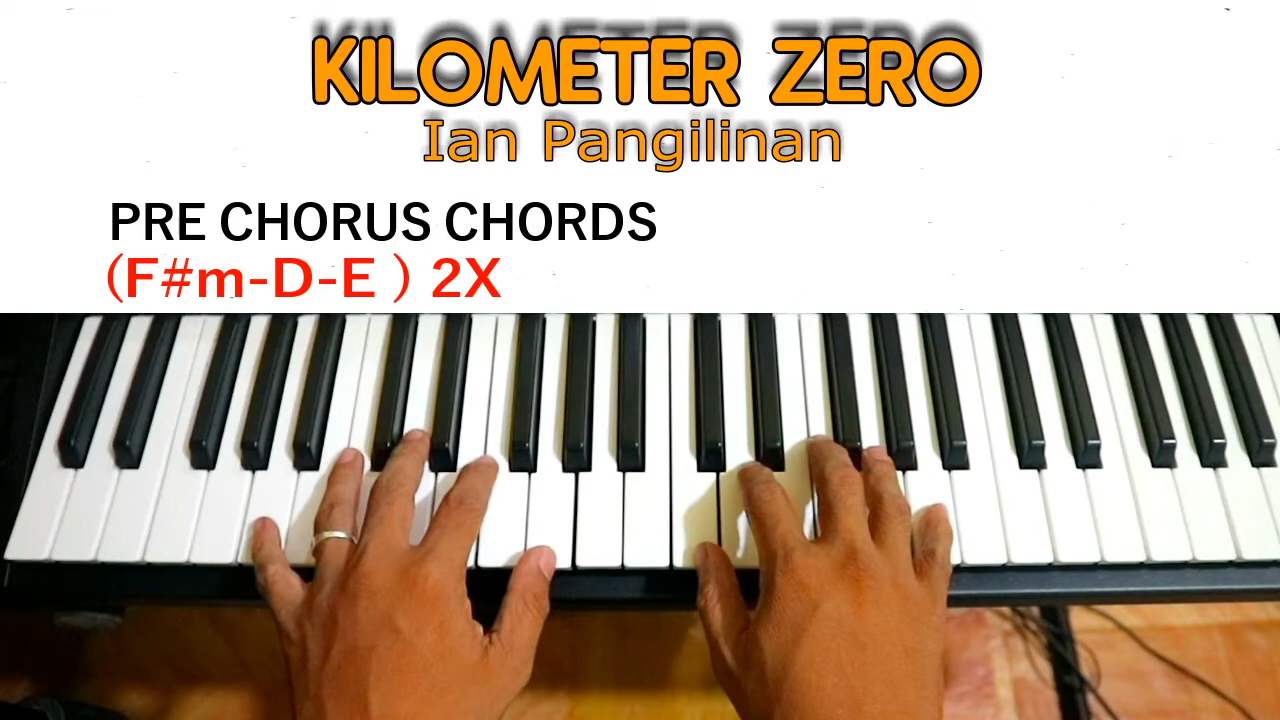 KILOMETER ZERO
Ian Pangilinan
PRE CHORUS CHORDS
(F#m-D-E ) 2X